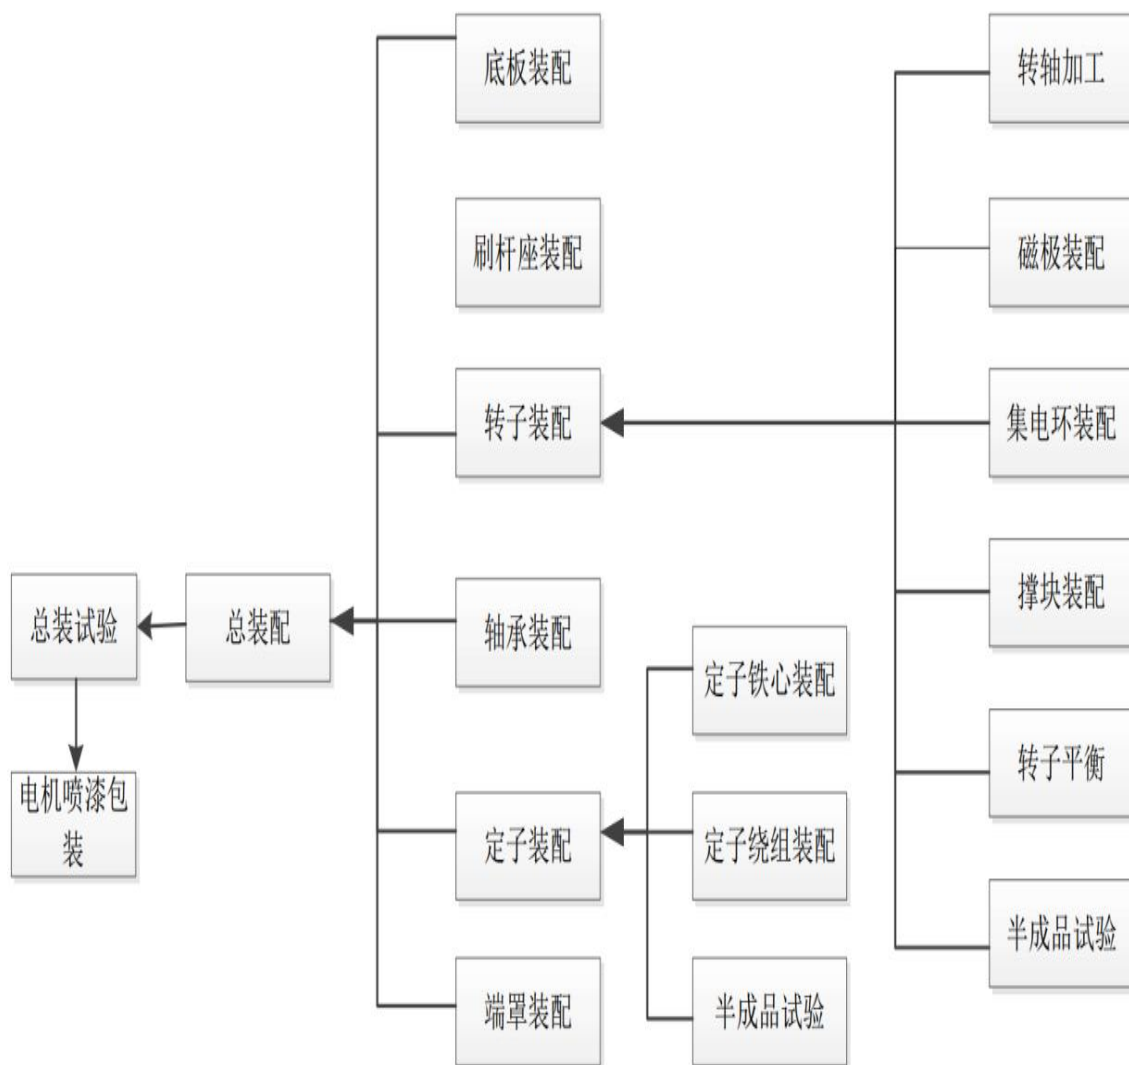 底板装配
转轴加工
刷杆座装配
磁极装配
转子装配
集电环装配
撑块装配
总装试验
总装配
轴承装配
定子铁心装配
转子平衡
电机喷漆包
装
定子装配
定子绕组装配
半成品试验
端罩装配
半成品试验